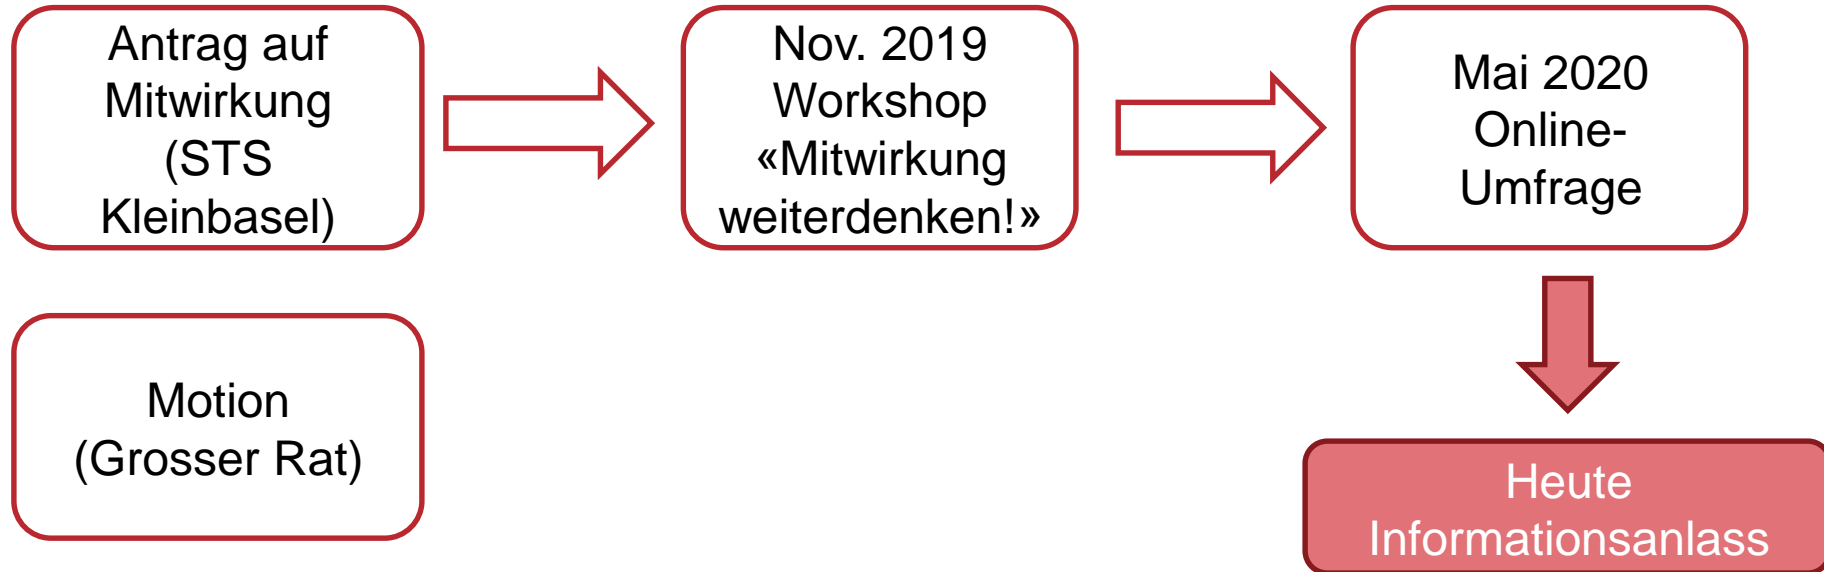 Antrag auf
Mitwirkung
(STS
Kleinbasel)
Nov. 2019
Workshop
«Mitwirkung
weiterdenken!»
Mai 2020
Online-
Umfrage
Motion
(Grosser Rat)
Heute
Informationsanlass